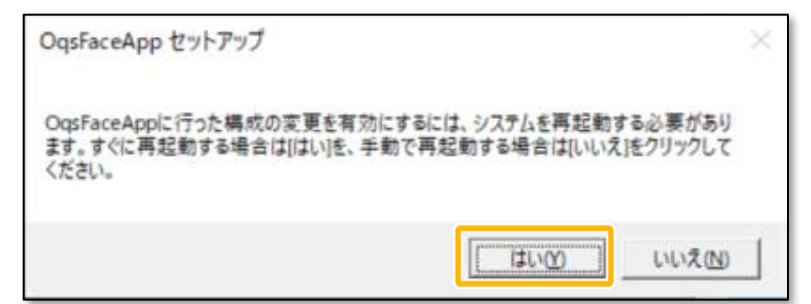 OqsFaceApp セットアップ
OqsFaceAppに行った構成の変更を有効にするには、システムを再起動する必要があり
ます。すぐに再起動する場合は[はい]を、手動で再起動する場合は[いいえ]をクリックして
ください。
はい(Y)
いいえ(N)